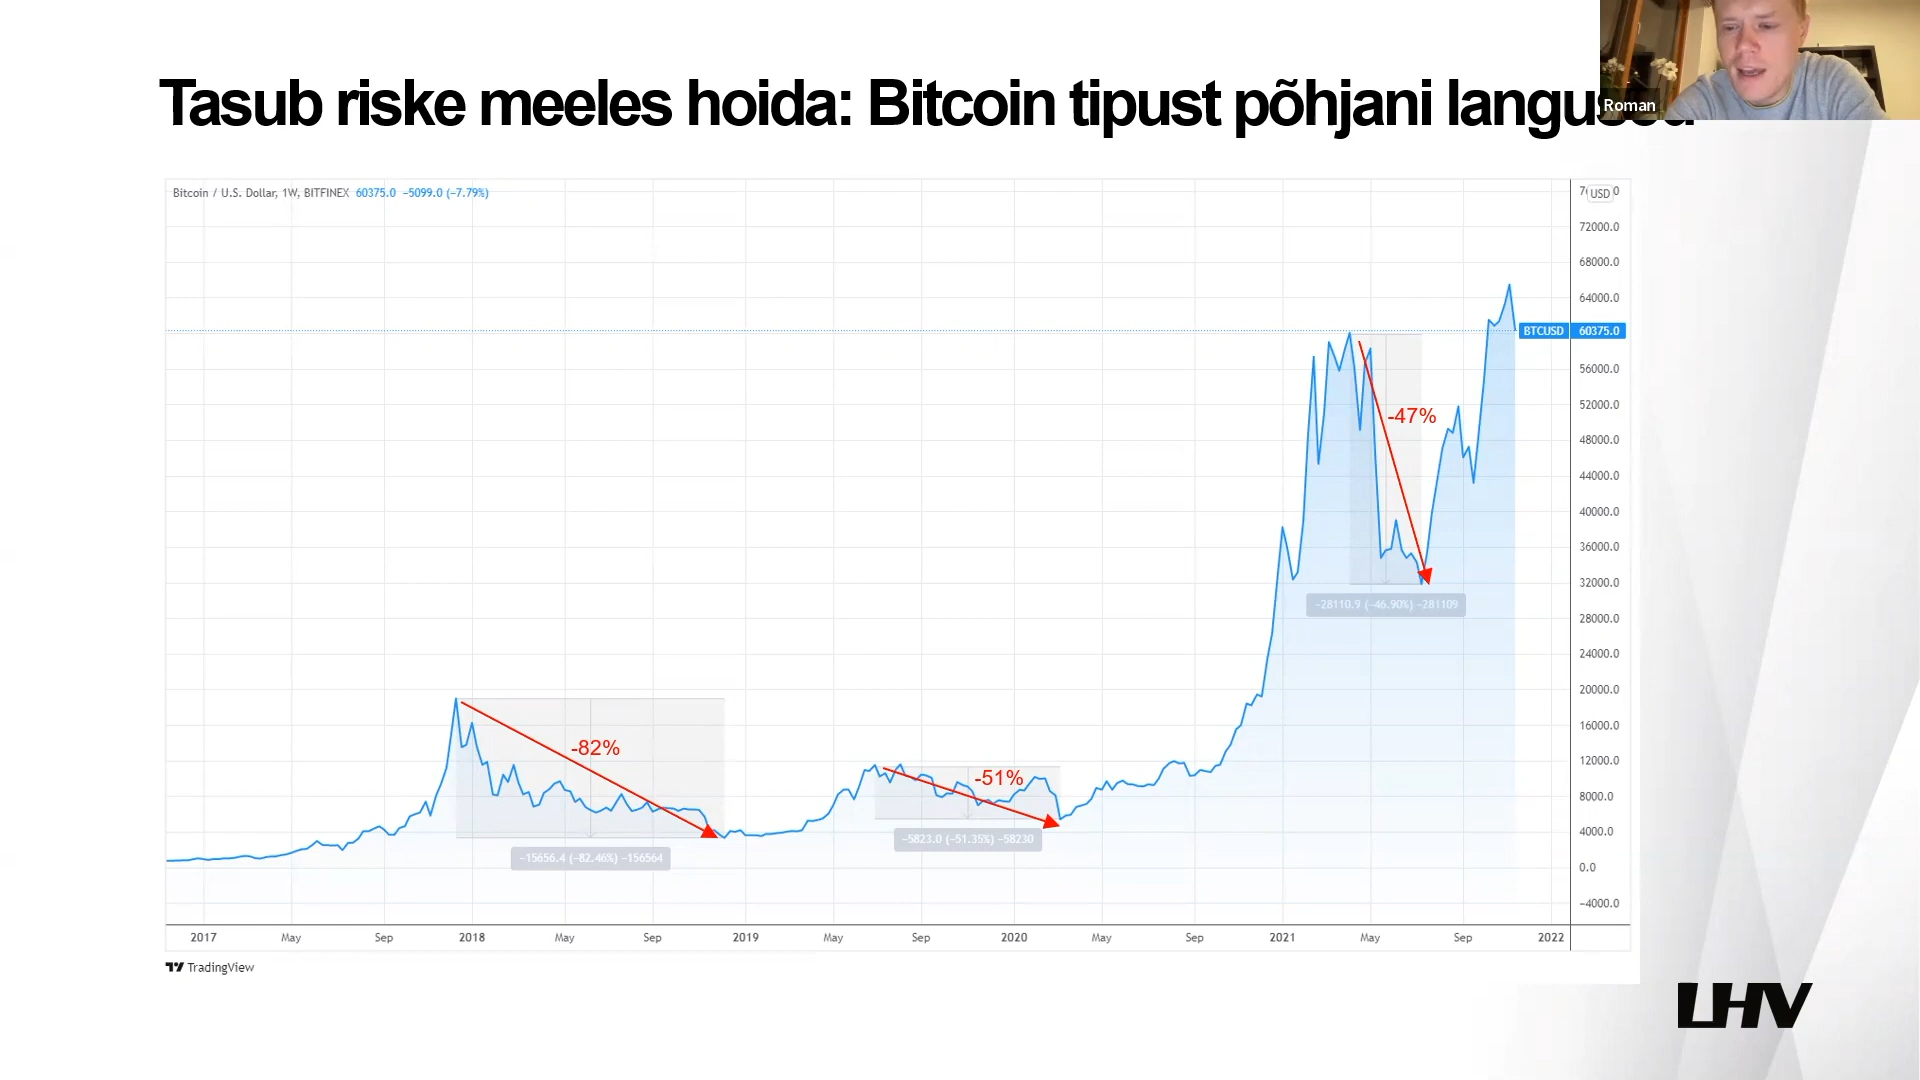 Tasub riske meeles hoida: Bitcoin tipust põhjani langused
Roman
Bitcoin / U.S. Dollar, 1W, BITFINEX 60375.0 −5099.0 (−7.79%)
USD
72000.0
68000.0
64000.0
BTCUSD 60375.0
56000.0
52000.0
-47%
48000.0
44000.0
40000.0
36000.0
32000.0
−28110.9 (−46.90%) −281109
28000.0
24000.0
20000.0
16000.0
-82%
12000.0
-51%
8000.0
4000.0
−5823.0 (−51.35%) −58230
−15656.4 (−82.46%) −156564
0.0
−4000.0
2017 May Sep 2018 May Sep 2019 May Sep 2020 May Sep 2021 May Sep 2022
TradingView
LHV